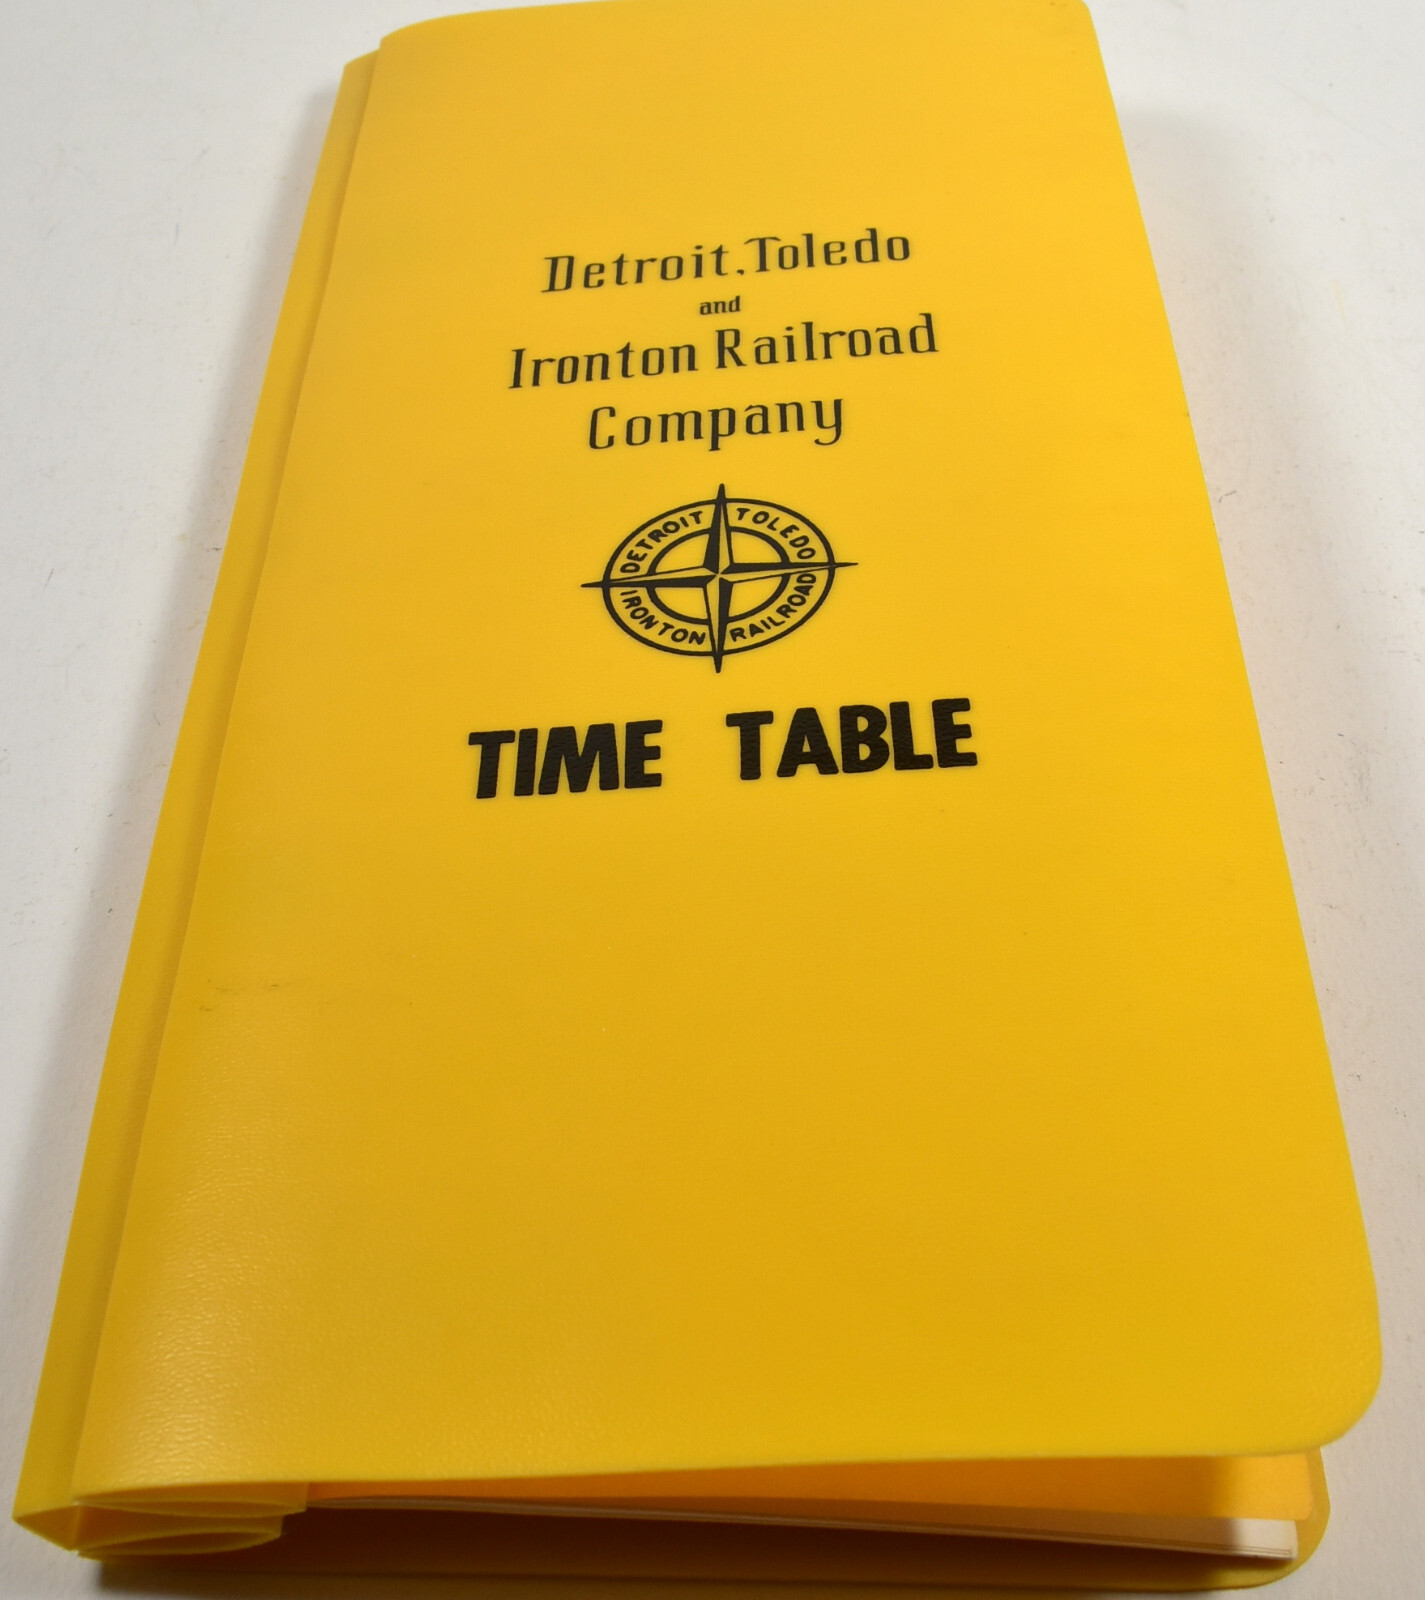 Detroit, Toledo
and
Ironton Railroad
Company
DETROIT TOLEDO
IRONTON RAILROAD
TIME TABLE